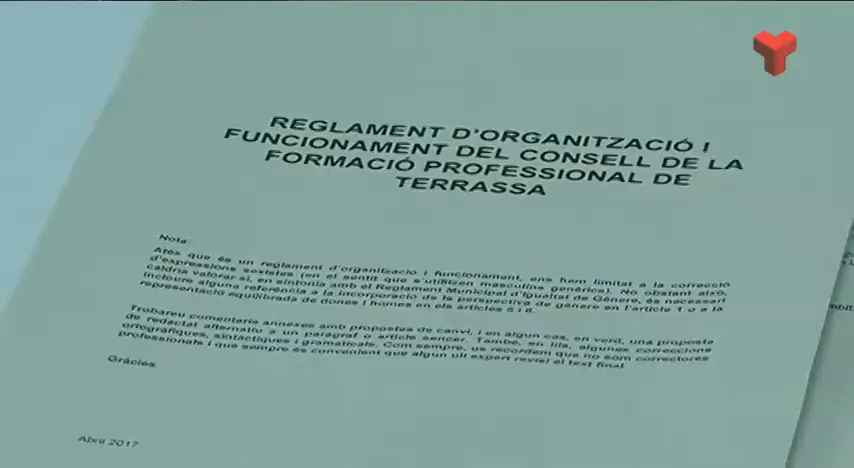 REGLAMENT D'ORGANITZACIÓ I
FUNCIONAMENT DEL CONSELL DE LA
FORMACIÓ PROFESSIONAL DE
TERRASSA
Nota:
Atès que és un reglament d'organització i funcionament, ens hem limitat a la correcció
d'expressions sexistes (en el sentit que s'utilitzen masculins genèrics). No obstant això,
caldria valorar si, en sintonia amb el Reglament Municipal d'Igualtat de Gènere, és necessari
incloure alguna referència a la incorporació de la perspectiva de gènere en l'article 1 o a la
representació equilibrada de dones i homes en els articles 5 i 8.
Trobareu comentaris annexes amb propostes de canvi, i en algun cas, en verd, una proposta
de redactat alternatiu a un paràgraf o article sencer. També, en lila, algunes correccions
ortogràfiques, sintàctiques i gramaticals. Com sempre, us recordem que no som correctores
professionals i que sempre és convenient que algun ull expert revisi el text final.
Gràcies
Abril 2017